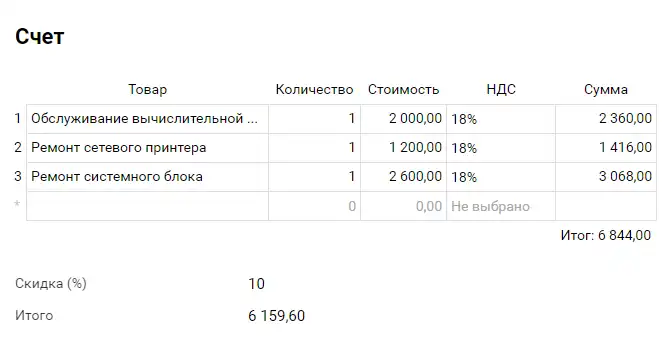 Счет
Товар Количество Стоимость НДС Сумма
1 Обслуживание вычислительной ... 1 2 000,00 18% 2 360,00
2 Ремонт сетевого принтера 1 1 200,00 18% 1 416,00
3 Ремонт системного блока 1 2 600,00 18% 3 068,00
* 0 0,00 Не выбрано
Итог: 6 844,00
Скидка (%) 10
Итого 6 159,60